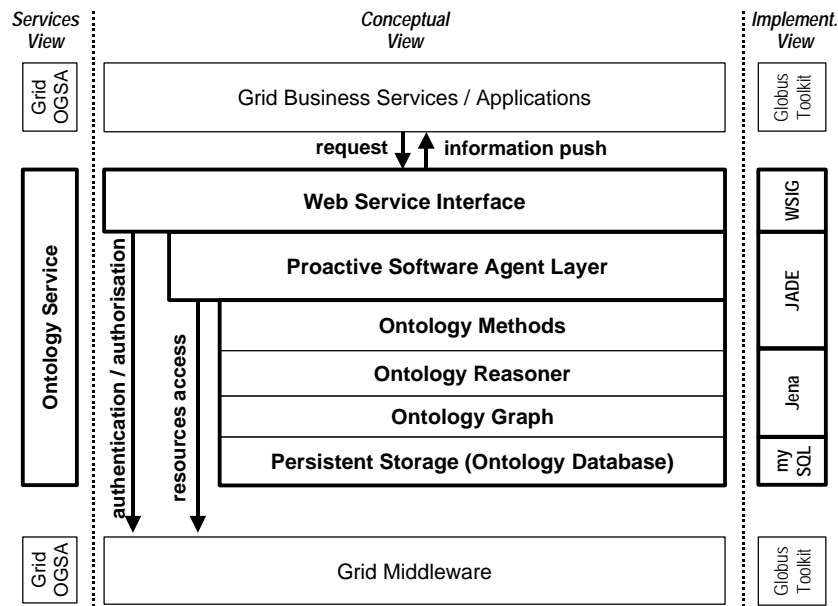 Services
View
Conceptual
View
Implement.
View
Grid
OGSA
Grid Business Services / Applications
Globus
Toolkit
request
information push
Ontology Service
Web Service Interface
WSIG
authentication / authorisation
Proactive Software Agent Layer
JADE
resources access
Ontology Methods
Ontology Reasoner
Jena
Ontology Graph
Persistent Storage (Ontology Database)
my
SQL
Grid
OGSA
Grid Middleware
Globus
Toolkit